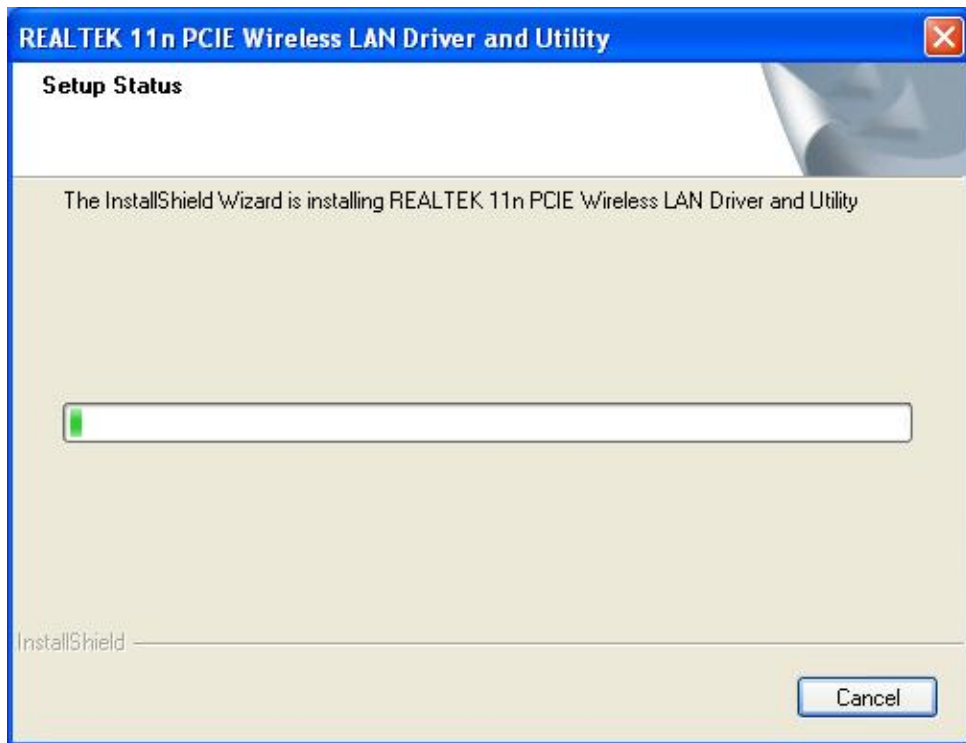 REALTEK 11n PCIE Wireless LAN Driver and Utility
Setup Status
The InstallShield Wizard is installing REALTEK 11n PCIE Wireless LAN Driver and Utility
InstallShield
Cancel